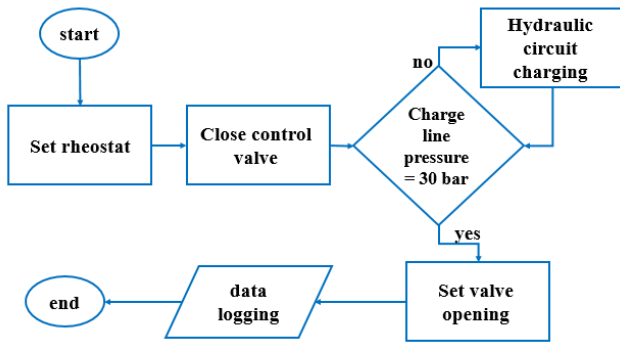 start
Hydraulic
circuit
charging
no
Set rheostat
Close control
valve
Charge
line
pressure
= 30 bar
yes
end
data
logging
Set valve
opening